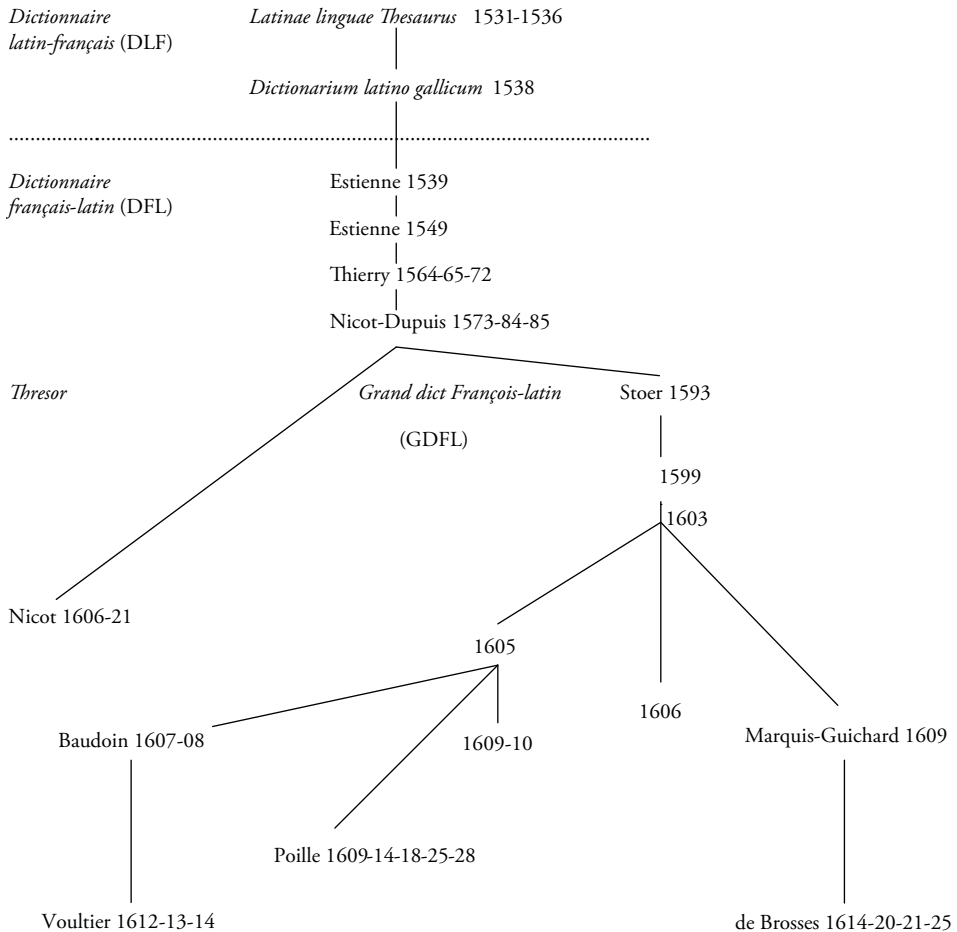 Dictionnaire
latin-français (DLF)
Latinae linguae Thesaurus 1531-1536
Dictionarium latino gallicum 1538
Dictionnaire
français-latin (DFL)
Estienne 1539
Estienne 1549
Thierry 1564-65-72
Nicot-Dupuis 1573-84-85
Thresor
Grand dict François-latin
(GDFL)
Stoer 1593
1599
1603
Nicot 1606-21
1605
1606
Baudoin 1607-08
1609-10
Marquis-Guichard 1609
Poille 1609-14-18-25-28
Voultier 1612-13-14
de Brosses 1614-20-21-25